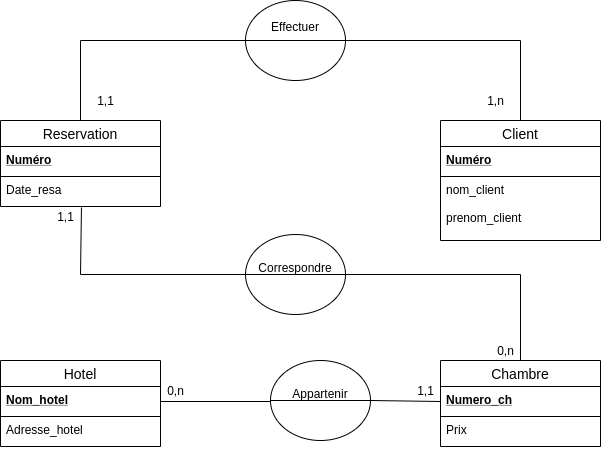 Effectuer
1,1
1,n
Reservation
Client
Numéro
Numéro
Date_resa
nom_client
prenom_client
1,1
Correspondre
0,n
Hotel
Chambre
0,n
Appartenir
1,1
Nom_hotel
Numero_ch
Adresse_hotel
Prix